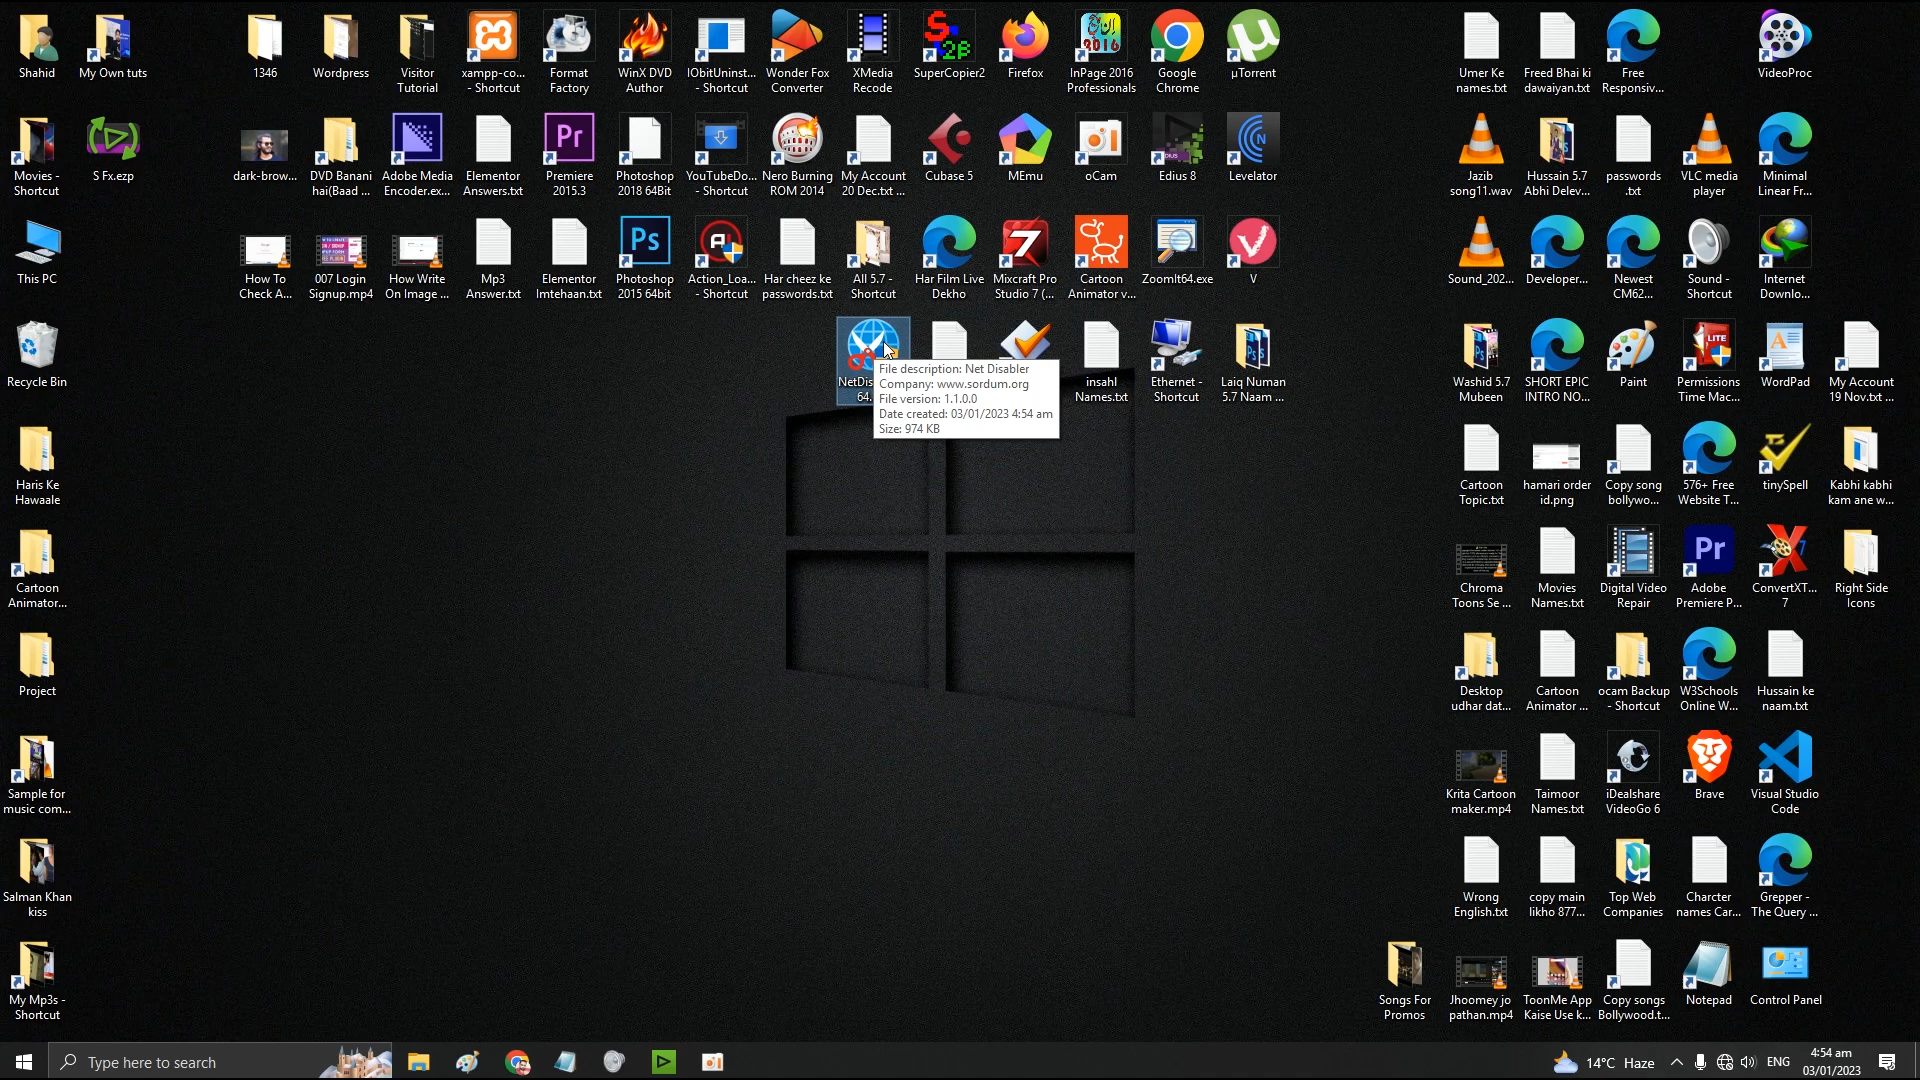 Shahid
My Own tuts
1346
Wordpress
Visitor
Tutorial
xampp-co...
- Shortcut
Format
Factory
WinX DVD
Author
IObitUninst...
- Shortcut
Wonder Fox
Converter
XMedia
Recode
SuperCopier2
Firefox
InPage 2016
Professionals
Google
Chrome
µTorrent
Umer Ke
names.txt
Freed Bhai ki
dawaiyan.txt
Free
Responsiv...
VideoProc
Movies -
Shortcut
S Fx.ezp
dark-brow...
DVD Banani
hai(Baad ...
Adobe Media
Encoder.ex...
Elementor
Answers.txt
Premiere
2015.3
Photoshop
2018 64Bit
YouTubeDo...
- Shortcut
Nero Burning
ROM 2014
My Account
20 Dec.txt ...
Cubase 5
MEmu
oCam
Edius 8
Levelator
Jazib
song11.wav
Hussain 5.7
Abhi Delev...
passwords
.txt
VLC media
player
Minimal
Linear Fr...
This PC
How To
Check A...
007 Login
Signup.mp4
How Write
On Image ...
Mp3
Answer.txt
Elementor
Imtehaan.txt
Photoshop
2015 64bit
Action_Loa...
- Shortcut
Har cheez ke
passwords.txt
All 5.7 -
Shortcut
Har Film Live
Dekho
Mixcraft Pro
Studio 7 (...
Cartoon
Animator v...
ZoomIt64.exe
V
Sound_202...
Developer...
Newest
CM62...
Sound -
Shortcut
Internet
Downlo...
Recycle Bin
NetDis
64.
File description: Net Disabler
Company: www.sordum.org
File version: 1.1.0.0
Date created: 03/01/2023 4:54 am
Size: 974 KB
insahl
Names.txt
Ethernet -
Shortcut
Laiq Numan
5.7 Naam ...
Washid 5.7
Mubeen
SHORT EPIC
INTRO NO...
Paint
Permissions
Time Mac...
WordPad
My Account
19 Nov.txt ...
Haris Ke
Hawaale
Cartoon
Topic.txt
hamari order
id.png
Copy song
bollywo...
576+ Free
Website T...
tinySpell
Kabhi kabhi
kam ane w...
Cartoon
Animator...
Chroma
Toons Se ...
Movies
Names.txt
Digital Video
Repair
Adobe
Premiere P...
ConvertXT...
7
Right Side
Icons
Project
Desktop
udhar dat...
Cartoon
Animator ...
ocam Backup
- Shortcut
W3Schools
Online W...
Hussain ke
naam.txt
Sample for
music com...
Krita Cartoon
maker.mp4
Taimoor
Names.txt
iDealshare
VideoGo 6
Brave
Visual Studio
Code
Salman Khan
kiss
Wrong
English.txt
copy main
likho 877...
Top Web
Companies
Charcter
names Car...
Grepper -
The Query ...
My Mp3s -
Shortcut
Songs For
Promos
Jhoomey jo
pathan.mp4
ToonMe App
Kaise Use k...
Copy songs
Bollywood.t...
Notepad
Control Panel
Type here to search
14°C Haze
ENG
4:54 am
03/01/2023